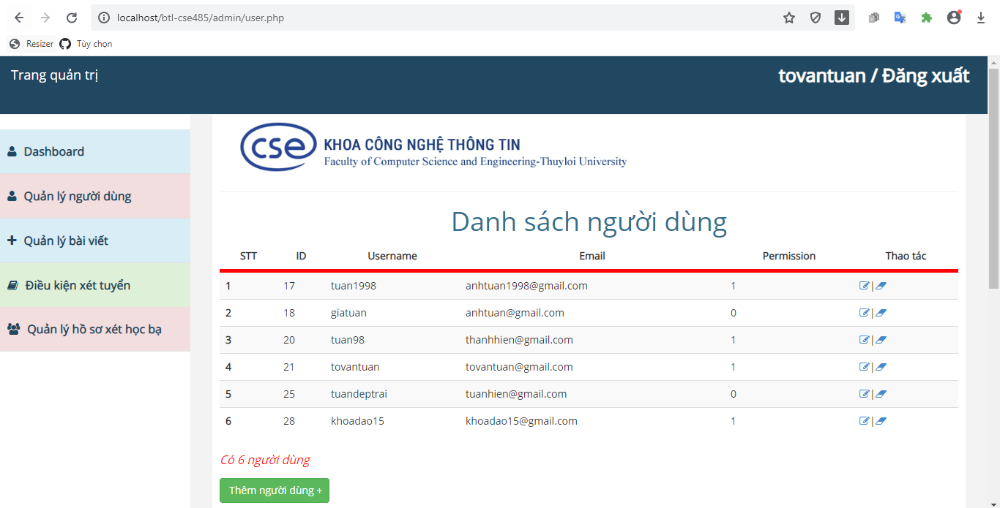 localhost/btl-cse485/admin/user.php
Resizer Tùy chọn
Trang quản trị
tovantuan / Đăng xuất
Dashboard
Quản lý người dùng
Quản lý bài viết
Điều kiện xét tuyển
Quản lý hồ sơ xét học bạ
cse
KHOA CÔNG NGHỆ THÔNG TIN
Faculty of Computer Science and Engineering-Thuyloi University
Danh sách người dùng
STT ID Username Email Permission Thao tác
1 17 tuan1998 anhtuan1998@gmail.com 1 |
2 18 giatuan anhtuan@gmail.com 0 |
3 20 tuan98 thanhhien@gmail.com 1 |
4 21 tovantuan tovantuan@gmail.com 1 |
5 25 tuandeptrai tuanhien@gmail.com 0 |
6 28 khoadao15 khoadao15@gmail.com 1 |
Có 6 người dùng
Thêm người dùng +